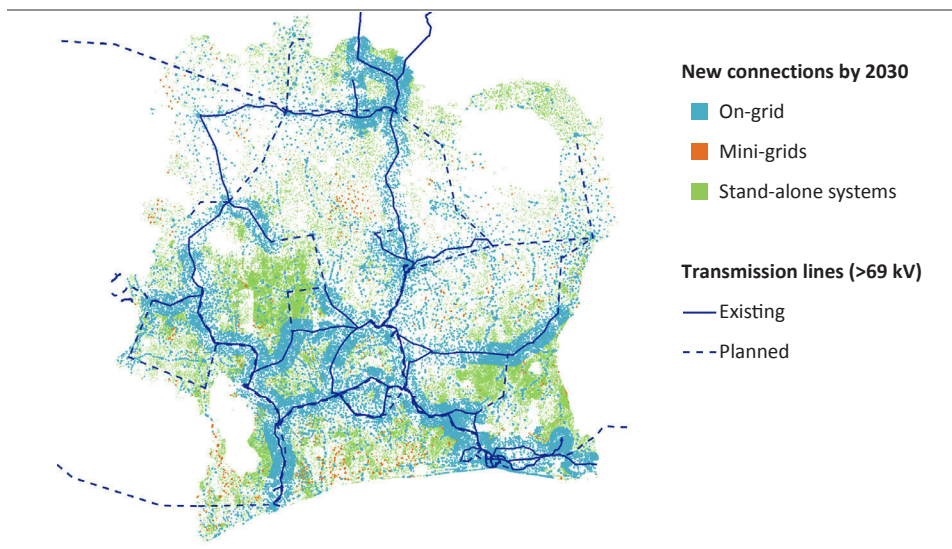 New connections by 2030
On-grid
Mini-grids
Stand-alone systems
Transmission lines (>69 kV)
Existing
Planned